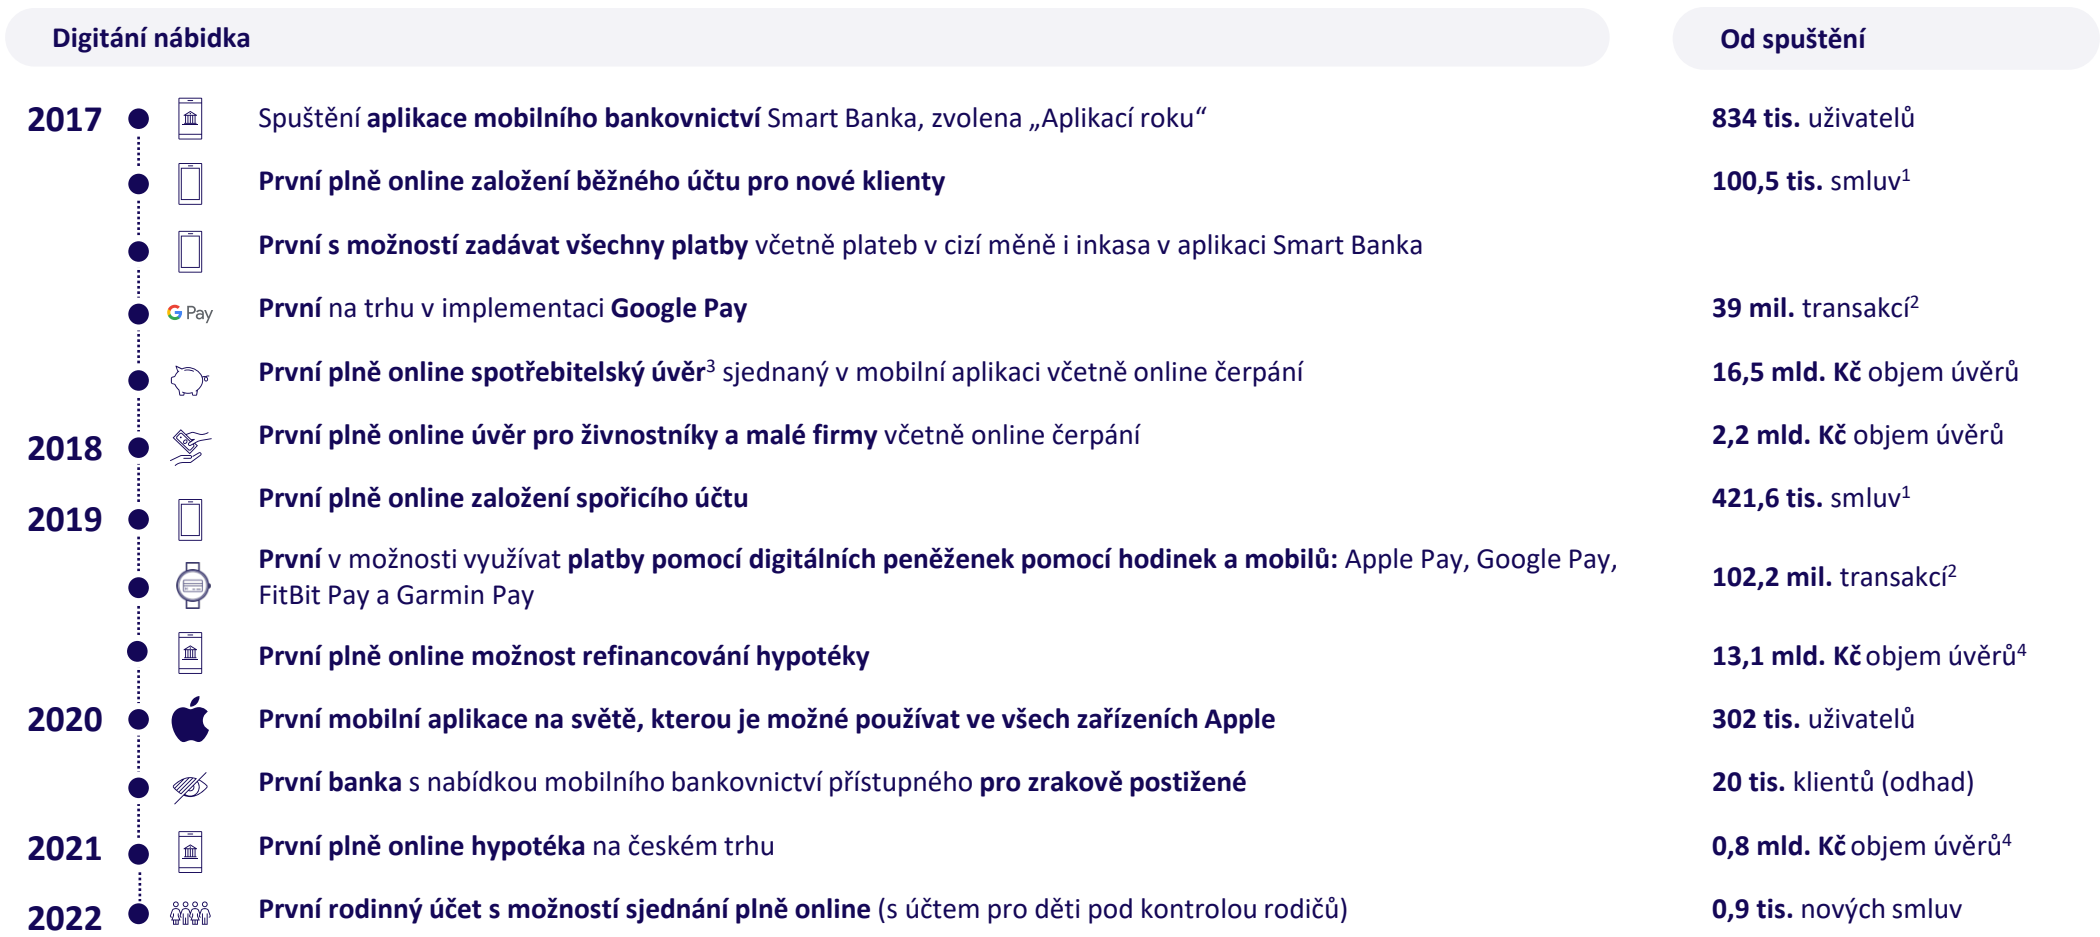 Digitání nábidka
Od spuštění
2017
Spuštění aplikace mobilního bankovnictví Smart Banka, zvolena „Aplikací roku“
834 tis. uživatelů
První plně online založení běžného účtu pro nové klienty
100,5 tis. smluv¹
První s možností zadávat všechny platby včetně plateb v cizí měně i inkasa v aplikaci Smart Banka
G Pay
První na trhu v implementaci Google Pay
39 mil. transakcí²
První plně online spotřebitelský úvěr³ sjednaný v mobilní aplikaci včetně online čerpání
16,5 mld. Kč objem úvěrů
2018
První plně online úvěr pro živnostníky a malé firmy včetně online čerpání
2,2 mld. Kč objem úvěrů
2019
První plně online založení spořicího účtu
421,6 tis. smluv¹
První v možnosti využívat platby pomocí digitálních peněženek pomocí hodinek a mobilů: Apple Pay, Google Pay,
FitBit Pay a Garmin Pay
102,2 mil. transakcí²
První plně online možnost refinancování hypotéky
13,1 mld. Kč objem úvěrů⁴
2020
První mobilní aplikace na světě, kterou je možné používat ve všech zařízeních Apple
302 tis. uživatelů
První banka s nabídkou mobilního bankovnictví přístupného pro zrakově postižené
20 tis. klientů (odhad)
2021
První plně online hypotéka na českém trhu
0,8 mld. Kč objem úvěrů⁴
2022
První rodinný účet s možností sjednání plně online (s účtem pro děti pod kontrolou rodičů)
0,9 tis. nových smluv